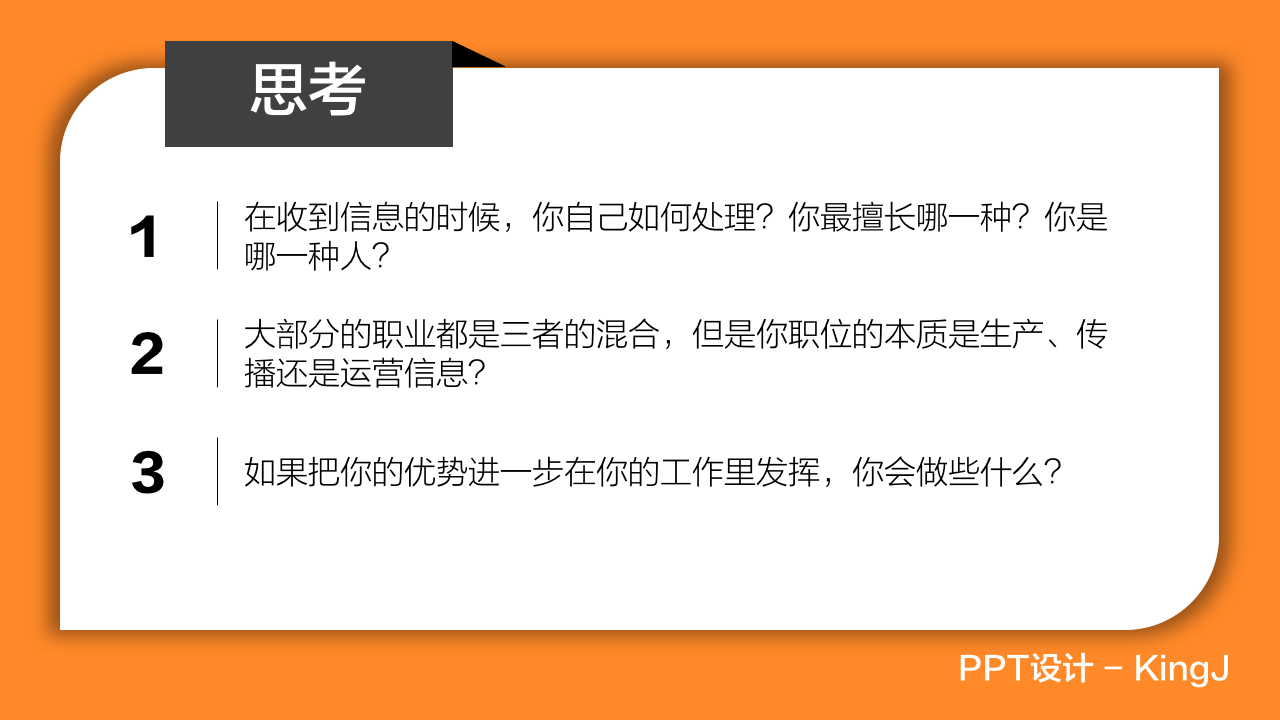 思考
1
在收到信息的时候，你自己如何处理？你最擅长哪一种？你是
哪一种人？
2
大部分的职业都是三者的混合，但是你职位的本质是生产、传
播还是运营信息？
3
如果把你的优势进一步在你的工作里发挥，你会做些什么？
PPT设计 – KingJ